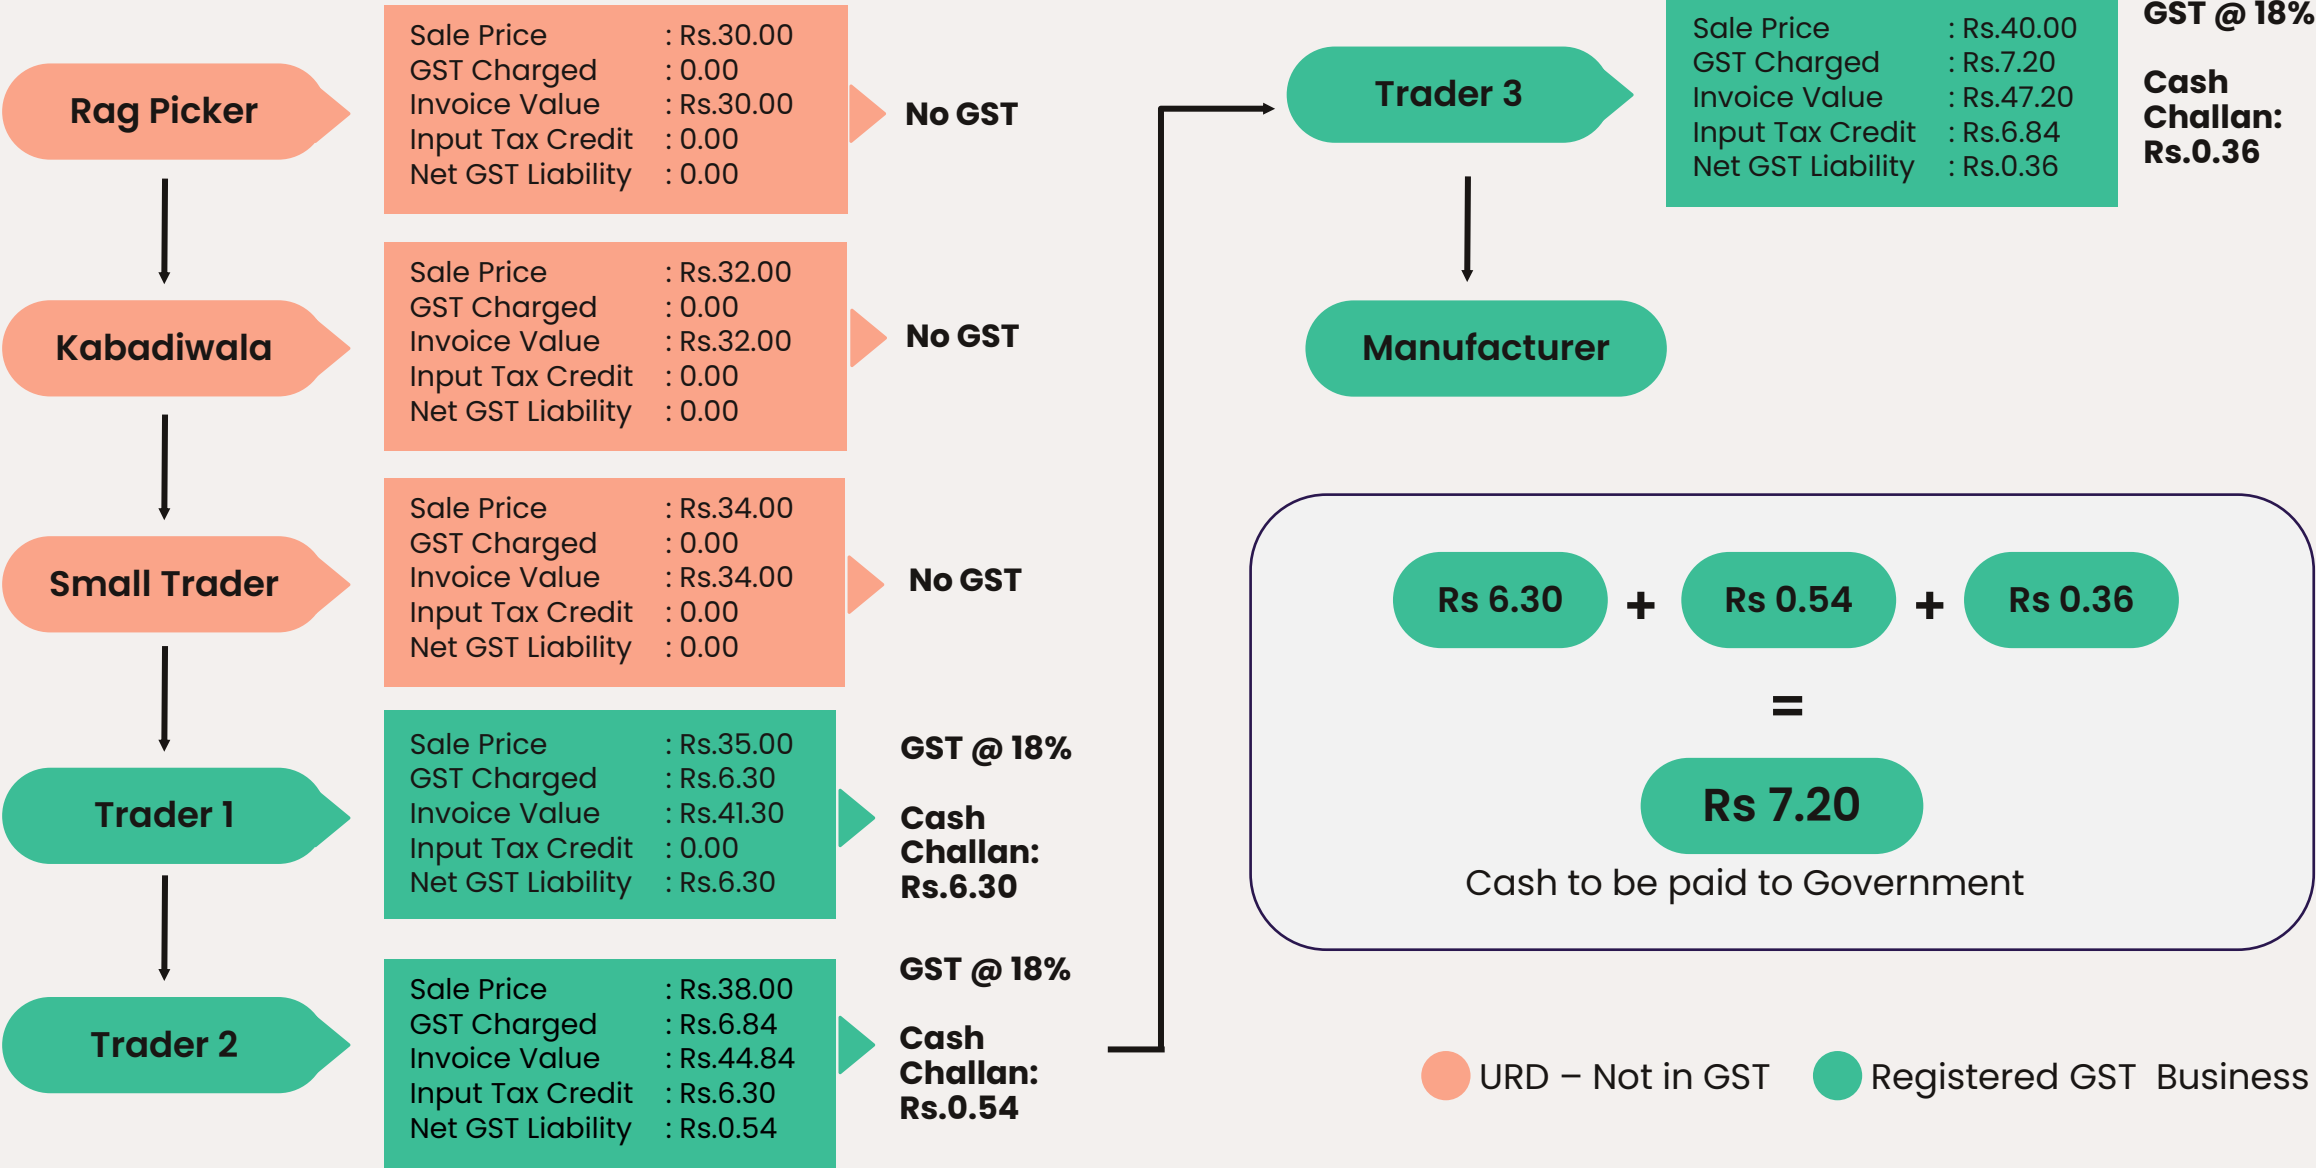 Rag Picker
Sale Price : Rs.30.00
GST Charged : 0.00
Invoice Value : Rs.30.00
Input Tax Credit : 0.00
Net GST Liability : 0.00
No GST
Kabadiwala
Sale Price : Rs.32.00
GST Charged : 0.00
Invoice Value : Rs.32.00
Input Tax Credit : 0.00
Net GST Liability : 0.00
No GST
Small Trader
Sale Price : Rs.34.00
GST Charged : 0.00
Invoice Value : Rs.34.00
Input Tax Credit : 0.00
Net GST Liability : 0.00
No GST
Trader 1
Sale Price : Rs.35.00
GST Charged : Rs.6.30
Invoice Value : Rs.41.30
Input Tax Credit : 0.00
Net GST Liability : Rs.6.30
GST @ 18%
Cash
Challan:
Rs.6.30
Trader 2
Sale Price : Rs.38.00
GST Charged : Rs.6.84
Invoice Value : Rs.44.84
Input Tax Credit : Rs.6.30
Net GST Liability : Rs.0.54
GST @ 18%
Cash
Challan:
Rs.0.54
Trader 3
Sale Price : Rs.40.00
GST Charged : Rs.7.20
Invoice Value : Rs.47.20
Input Tax Credit : Rs.6.84
Net GST Liability : Rs.0.36
GST @ 18%
Cash
Challan:
Rs.0.36
Manufacturer
Rs 6.30 + Rs 0.54 + Rs 0.36
=
Rs 7.20
Cash to be paid to Government
URD – Not in GST
Registered GST Business